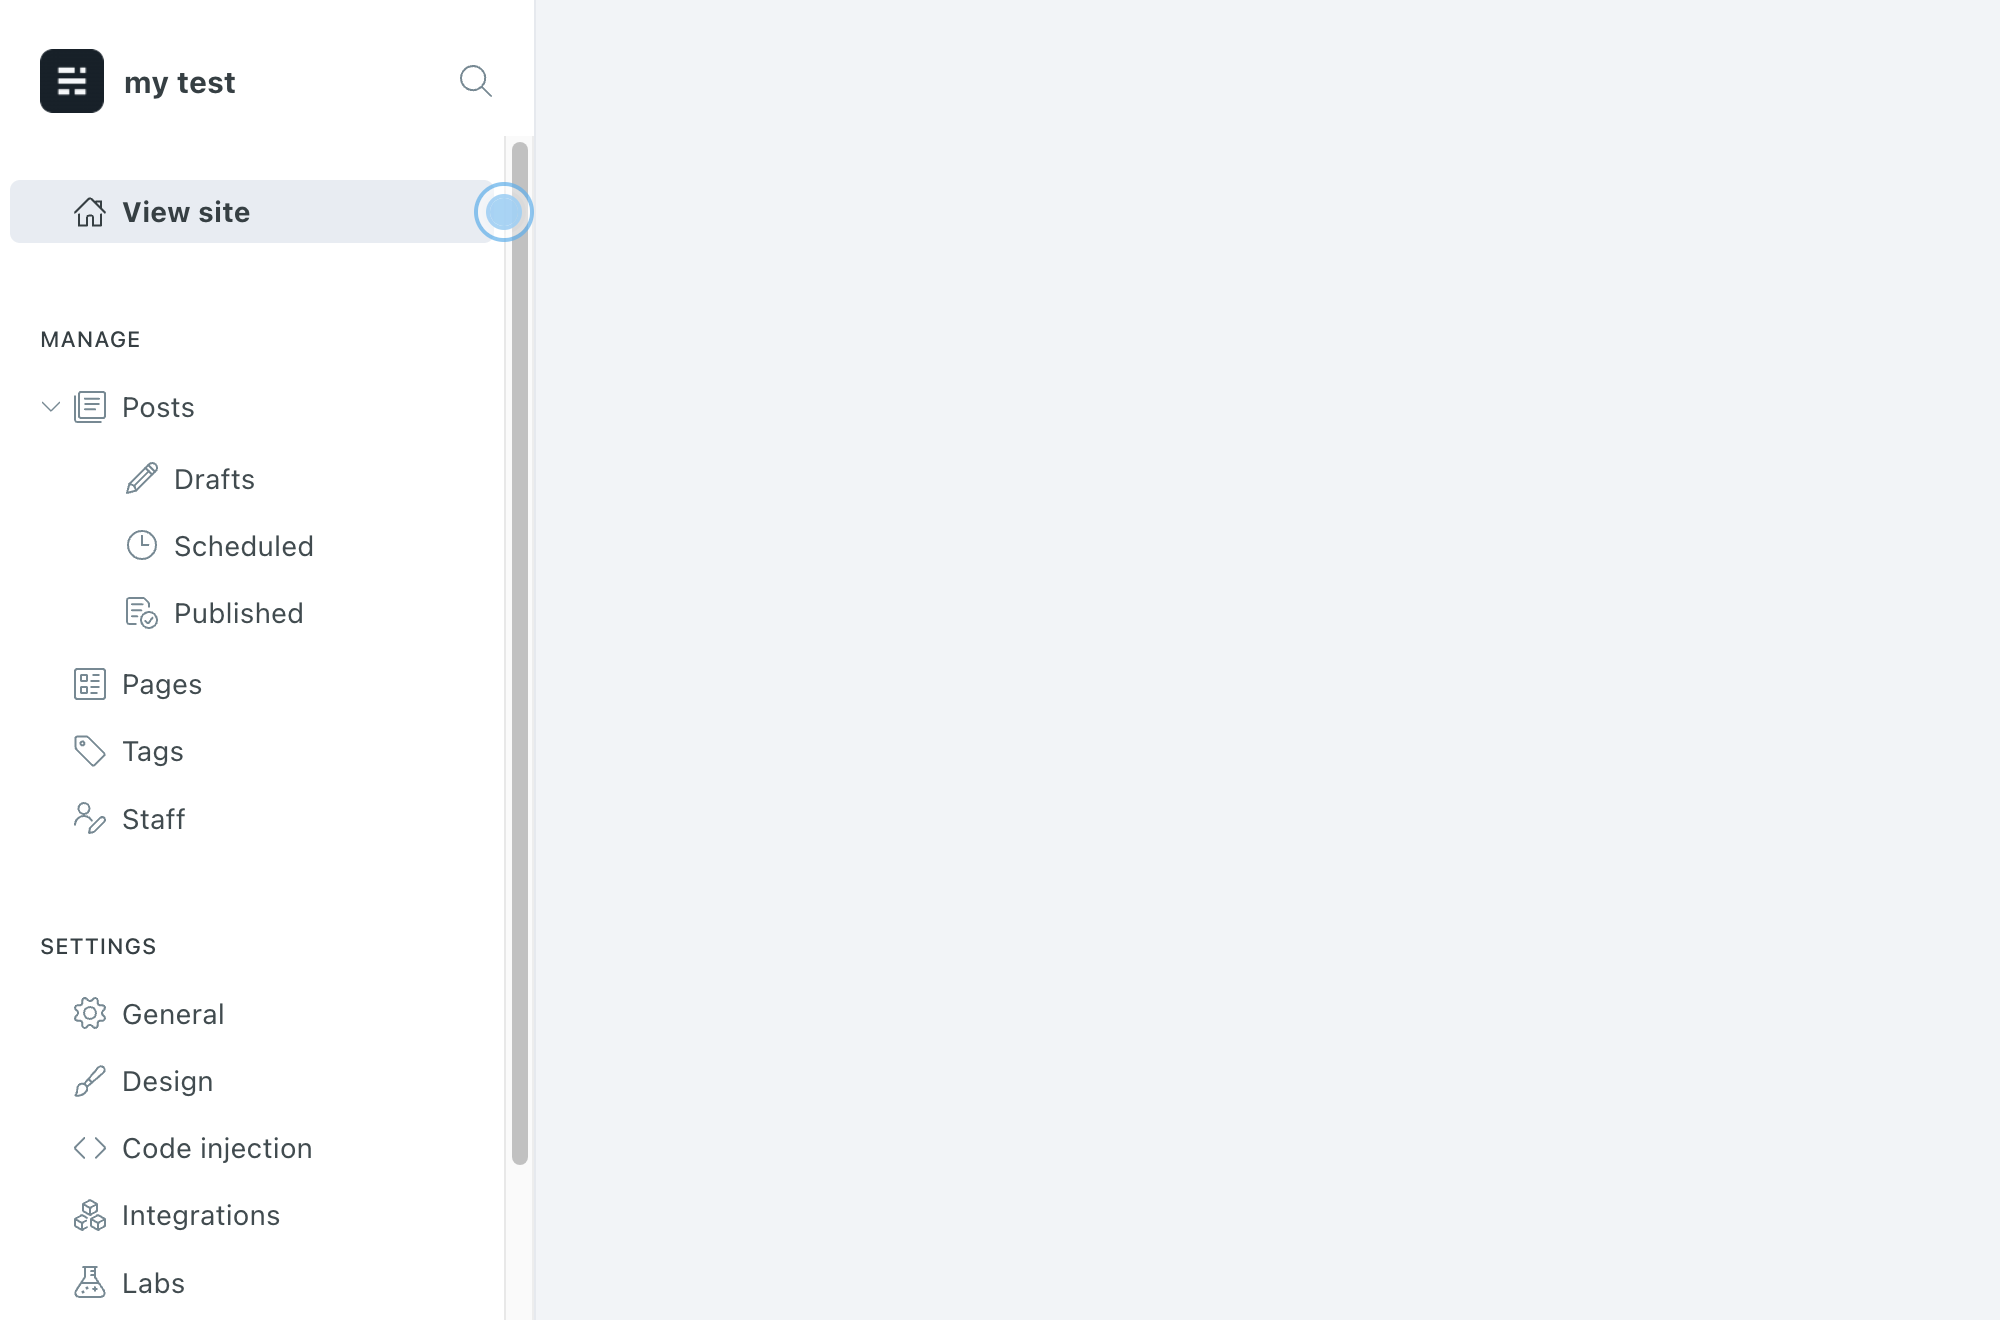 my test
View site
MANAGE
Posts
Drafts
Scheduled
Published
Pages
Tags
Staff
SETTINGS
General
Design
Code injection
Integrations
Labs